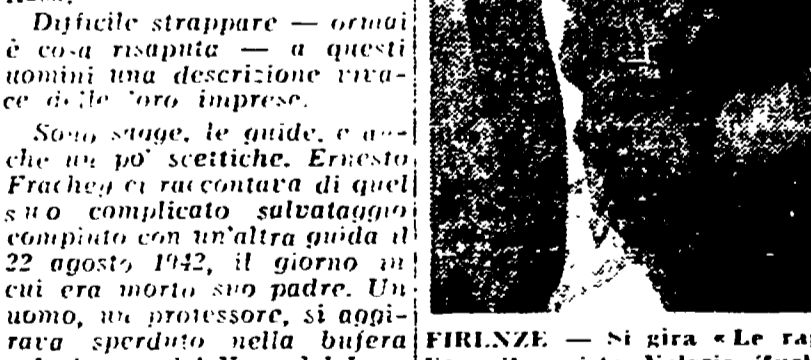 Difficile strappare — ormai
è cosa risaputa — a questi
uomini una descrizione viva-
ce delle loro imprese.
Sono sagge, le guide, e an-
che un po' scettiche. Ernesto
Frachey ci raccontava di quel
suo complicato salvataggio
compiuto con un'altra guida il
22 agosto 1942, il giorno in
cui era morto suo padre. Un
uomo, un professore, si aggi-
rava sperduto nella bufera
FIRENZE — Si gira « Le ra